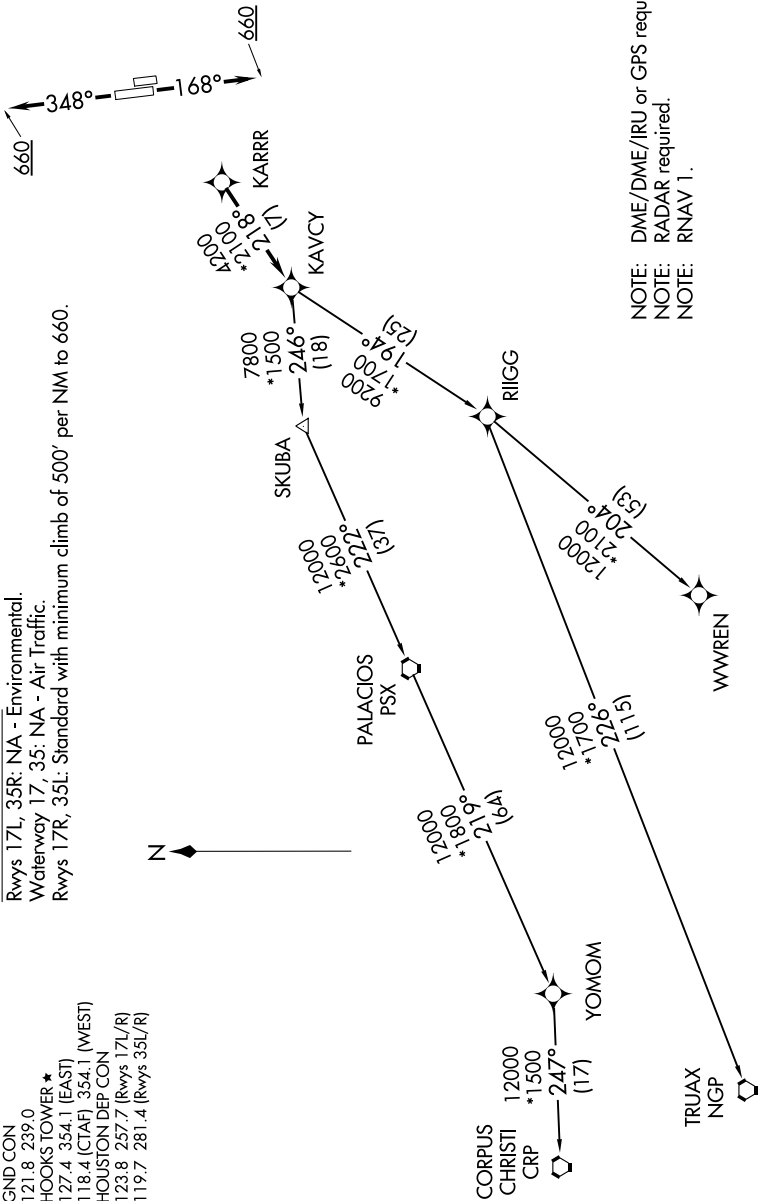 GND CON
121.8 239.0
HOOKS TOWER ★
127.4 354.1 (EAST)
118.4 (CTAF) 354.1 (WEST)
HOUSTON DEP CON
123.8 257.7 (Rwys 17L/R)
119.7 281.4 (Rwys 35L/R)
Rwys 17L, 35R: NA - Environmental.
Waterway 17, 35: NA - Air Traffic.
Rwys 17R, 35L: Standard with minimum climb of 500' per NM to 660.
660
348°
168°
660
KARRR
4200
*2100
218°
(7)
KAVCY
7800
*1500
246°
(18)
SKUBA
9200
*1700
194°
(25)
RIIGG
12000
*2600
222°
(37)
PALACIOS
PSX
12000
*2100
204°
(53)
WWREN
12000
*1800
219°
(64)
YOMOM
12000
*1700
226°
(115)
TRUAX
NGP
12000
*1500
247°
(17)
CORPUS
CHRISTI
CRP
N
NOTE: DME/DME/IRU or GPS requ
NOTE: RADAR required.
NOTE: RNAV 1.